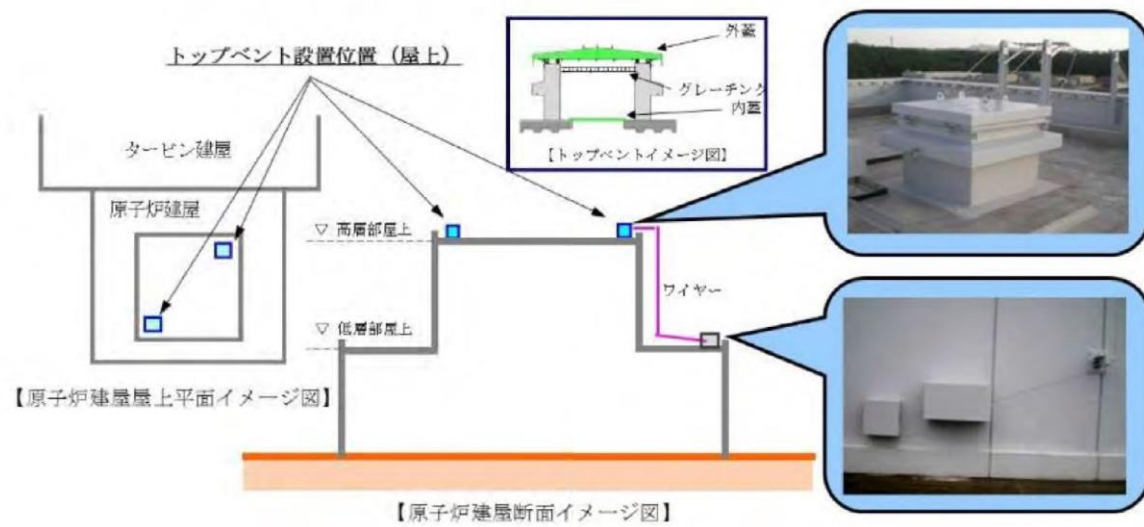 トップベント設置位置（屋上）
外蓋
グレーチング
内蓋
【トップベントイメージ図】
タービン建屋
原子炉建屋
▽ 高層部屋上
ワイヤー
▽ 低層部屋上
【原子炉建屋屋上平面イメージ図】
【原子炉建屋断面イメージ図】